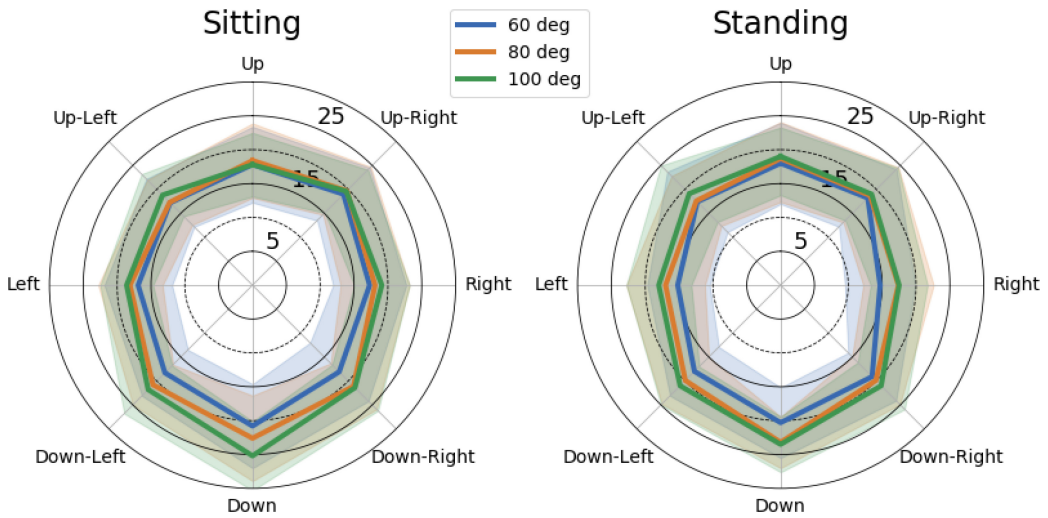 Sitting
Standing
60 deg
80 deg
100 deg
Up
Up-Left
25
Up-Right
15
5
Left
Right
Down-Left
Down-Right
Down
Up
Up-Left
25
Up-Right
15
5
Left
Right
Down-Left
Down-Right
Down